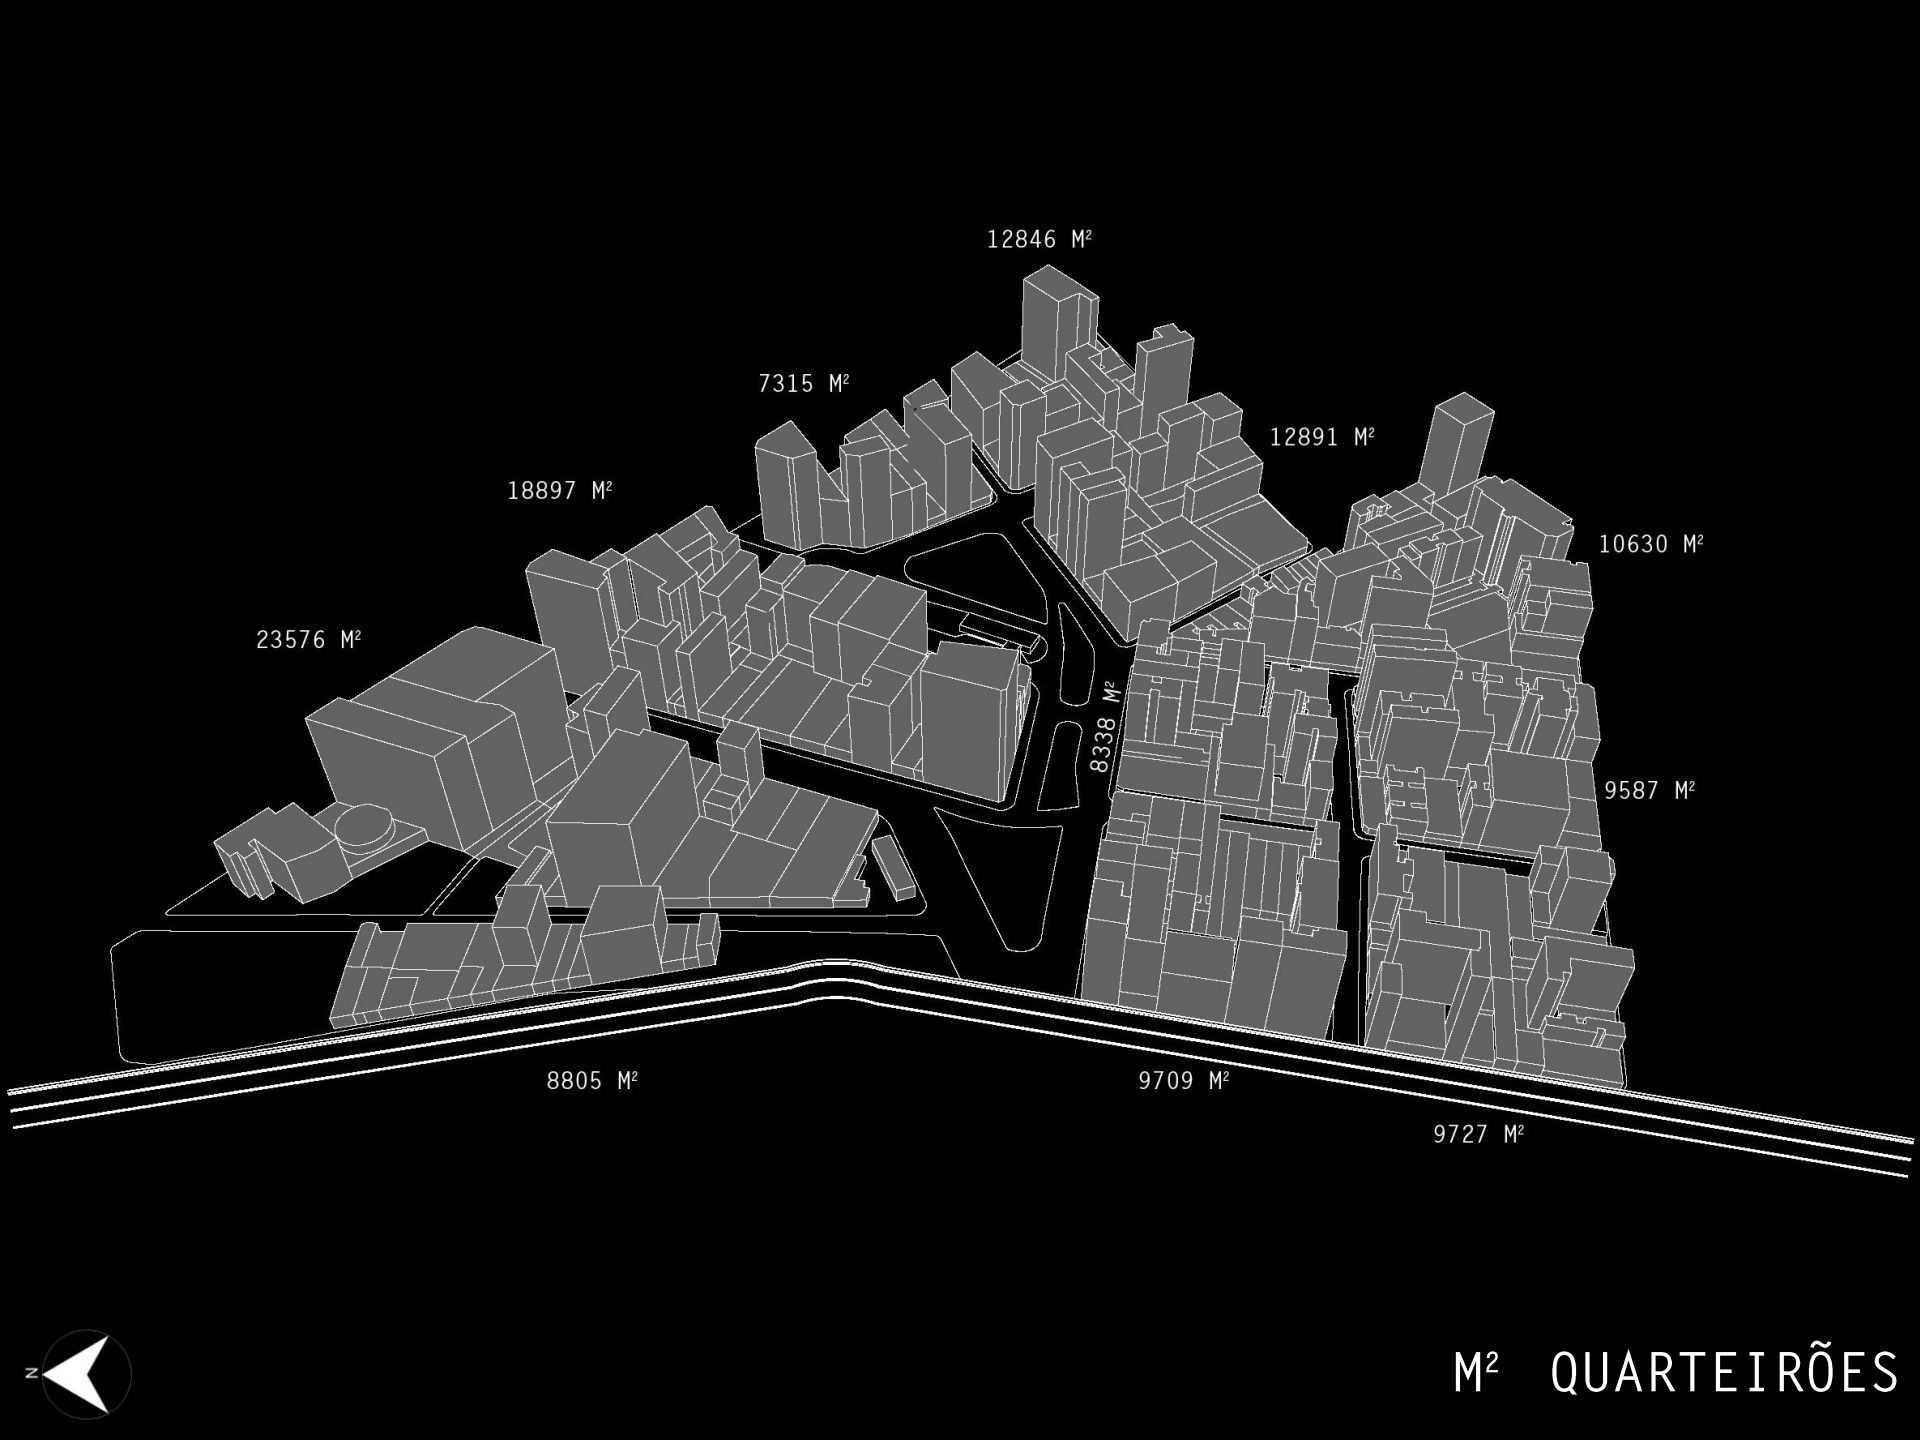 12846 M²
7315 M²
12891 M²
18897 M²
10630 M²
23576 M²
8338 M²
9587 M²
8805 M²
9709 M²
9727 M²
N
M² QUARTEIRÕES